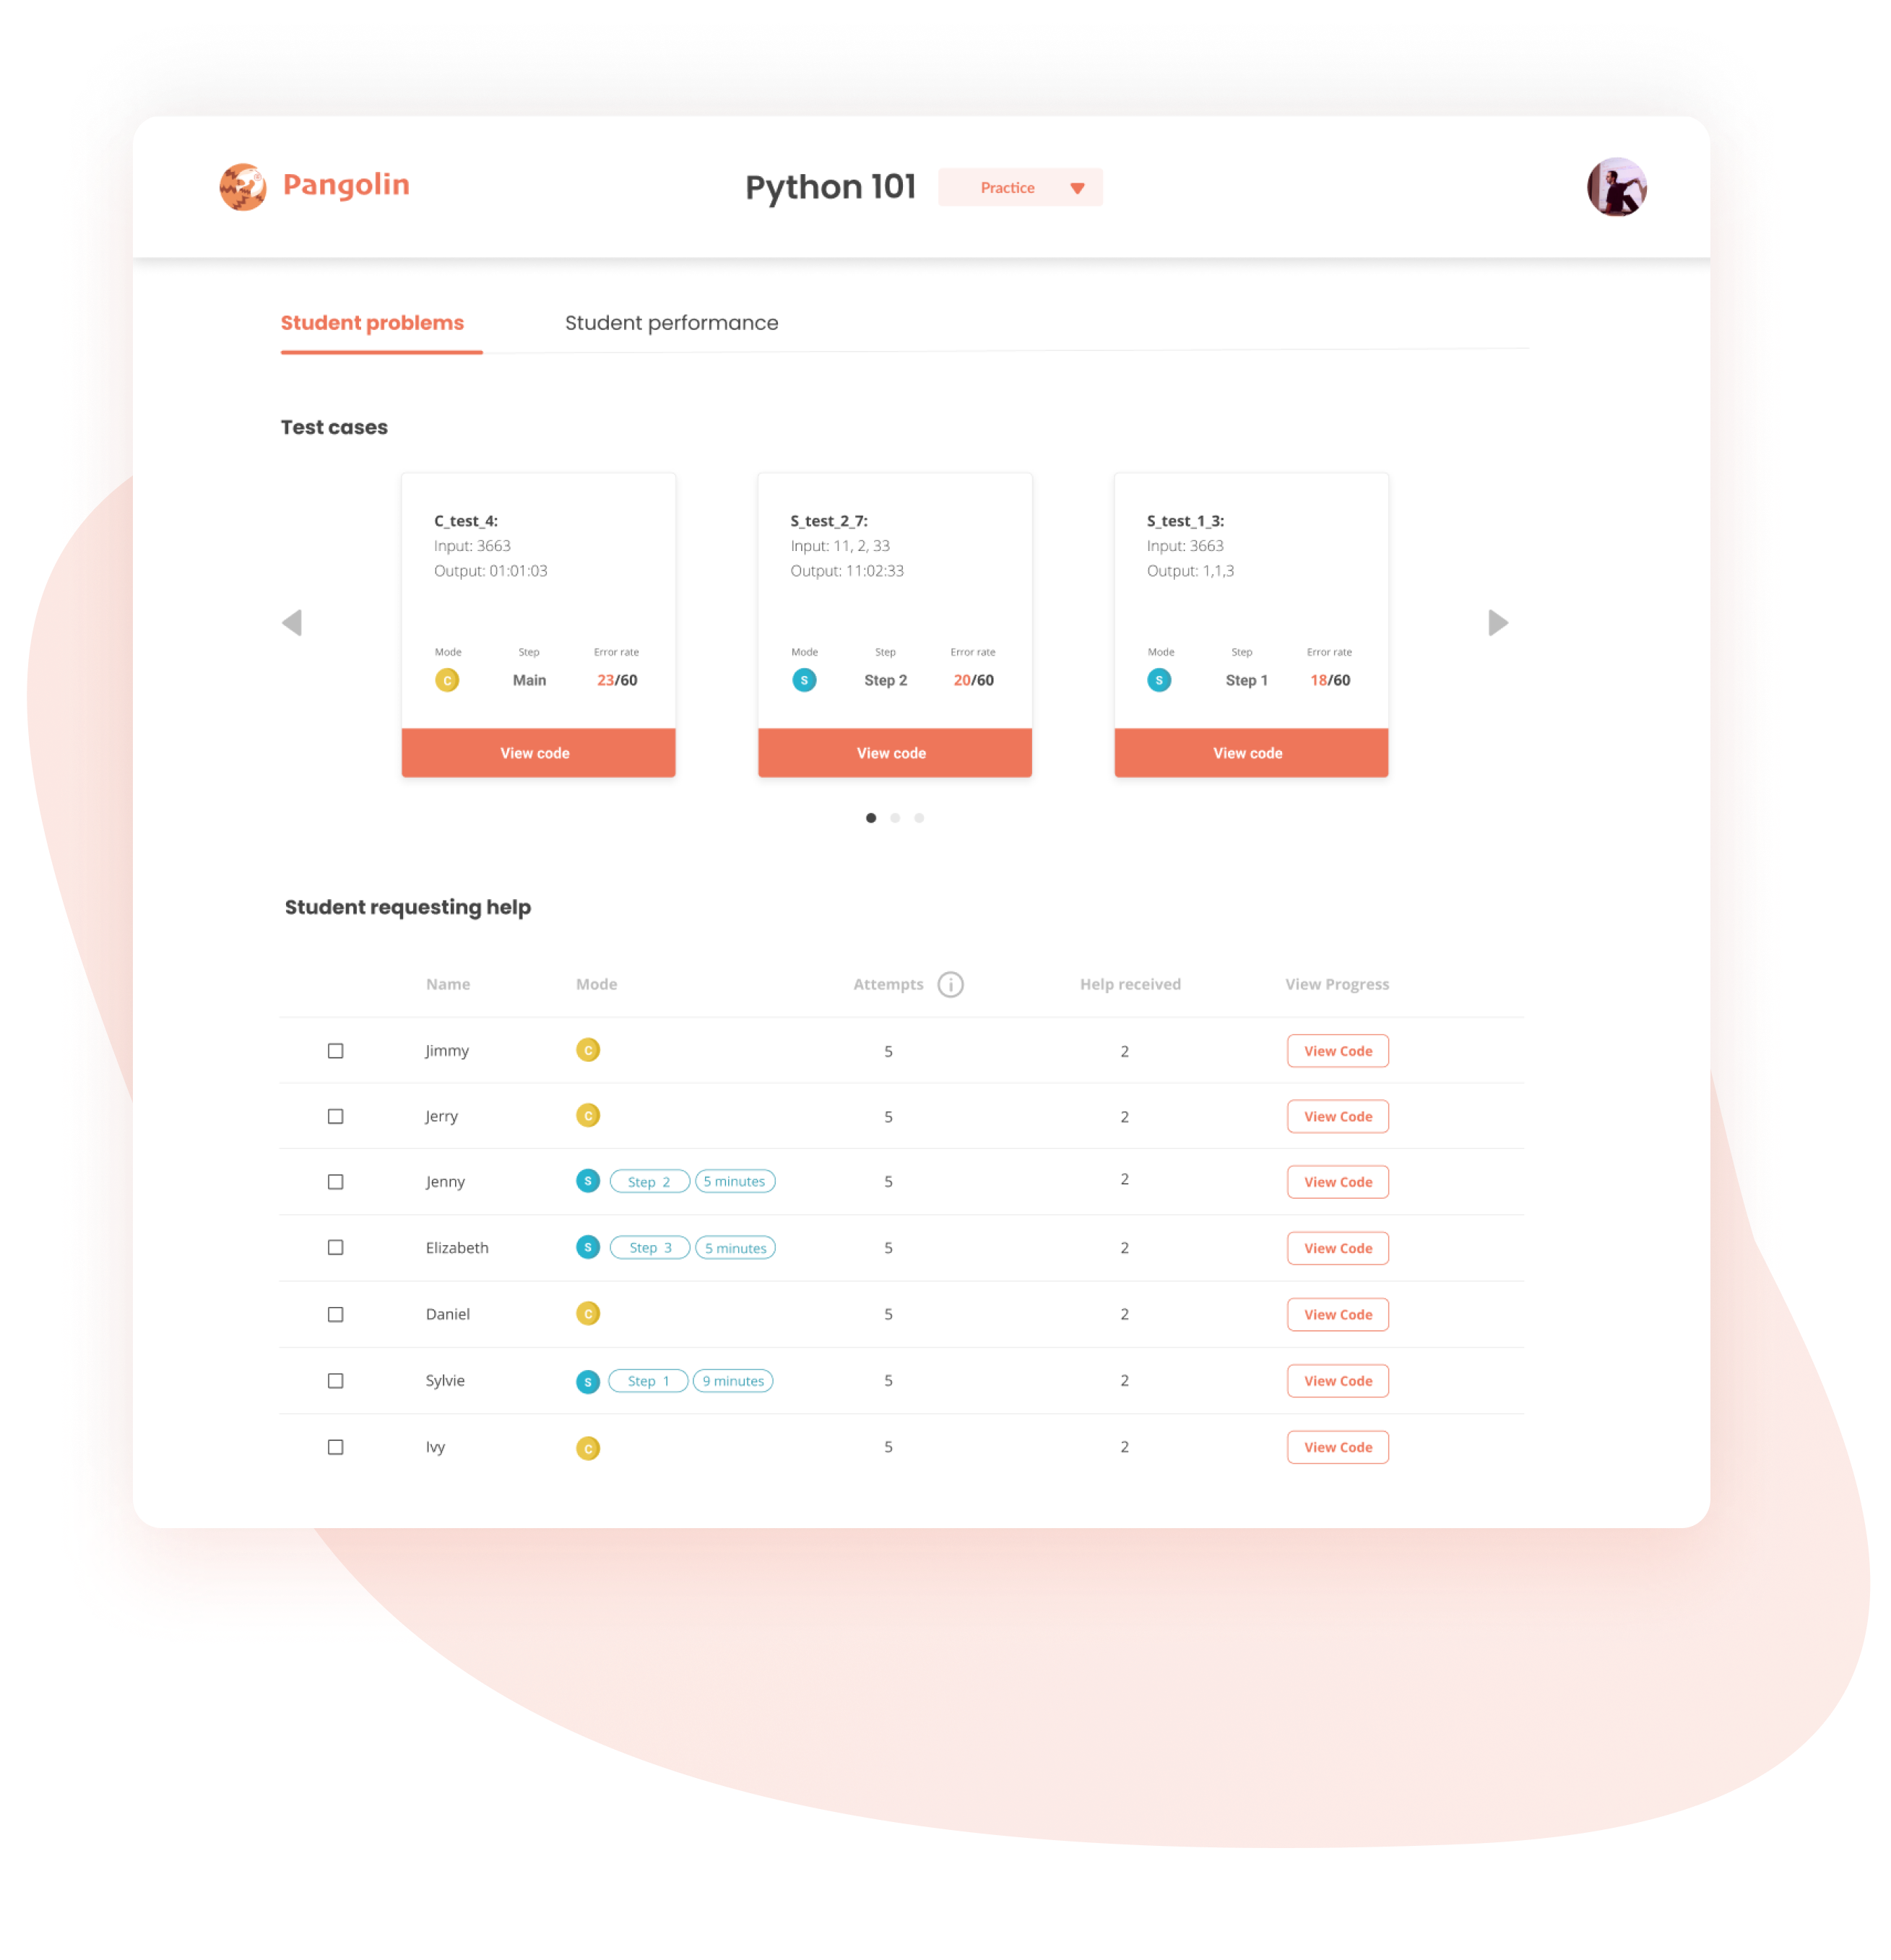 Pangolin
Python 101 Practice
Student problems Student performance
Test cases
C_test_4:
Input: 3663
Output: 01:01:03
Mode Step Error rate
C Main 23/60
View code
S_test_2_7:
Input: 11, 2, 33
Output: 11:02:33
Mode Step Error rate
S Step 2 20/60
View code
S_test_1_3:
Input: 3663
Output: 1,1,3
Mode Step Error rate
S Step 1 18/60
View code
Student requesting help
Name Mode Attempts i Help received View Progress
Jimmy C 5 2 View Code
Jerry C 5 2 View Code
Jenny S Step 2 5 minutes 5 2 View Code
Elizabeth S Step 3 5 minutes 5 2 View Code
Daniel C 5 2 View Code
Sylvie S Step 1 9 minutes 5 2 View Code
Ivy C 5 2 View Code